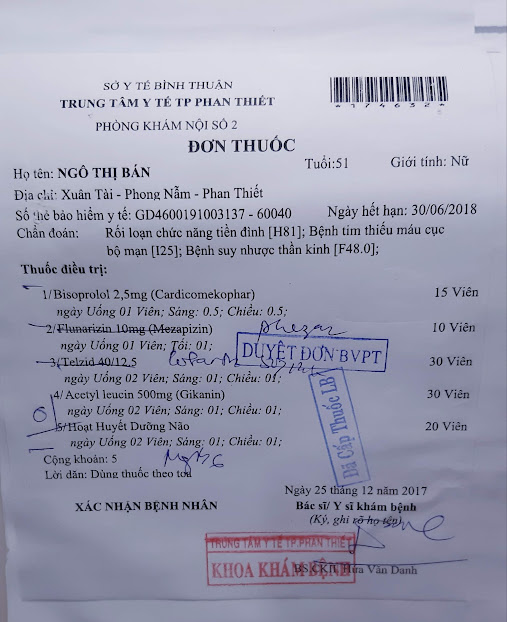 SỞ Y TẾ BÌNH THUẬN
TRUNG TÂM Y TẾ TP PHAN THIẾT
*174632*
PHÒNG KHÁM NỘI SỐ 2
ĐƠN THUỐC
Họ tên: NGÔ THỊ BÁN Tuổi:51 Giới tính: Nữ
Địa chỉ: Xuân Tài - Phong Nẫm - Phan Thiết
Số thẻ bảo hiểm y tế: GD4600191003137 - 60040 Ngày hết hạn: 30/06/2018
Chẩn đoán: Rối loạn chức năng tiền đình [H81]; Bệnh tim thiếu máu cục
bộ mạn [I25]; Bệnh suy nhược thần kinh [F48.0];
Thuốc điều trị:
1/Bisoprolol 2,5mg (Cardicomekophar) 15 Viên
ngày Uống 01 Viên; Sáng: 0.5; Chiều: 0.5;
2/Flunarizin 10mg (Mezapizin) 10 Viên
ngày Uống 01 Viên; Tối: 01;
DUYỆT ĐƠN BVPT
3/Telzid 40/12,5 30 Viên
ngày Uống 02 Viên; Sáng: 01; Chiều: 01;
4/ Acetyl leucin 500mg (Gikanin) 30 Viên
ngày Uống 02 Viên; Sáng: 01; Chiều: 01;
Đã Cấp Thuốc LB
5/Hoạt Huyết Dưỡng Não 20 Viên
ngày Uống 02 Viên; Sáng: 01; Chiều: 01;
Cộng khoản: 5
Lời dặn: Dùng thuốc theo toa
Ngày 25 tháng 12 năm 2017
XÁC NHẬN BỆNH NHÂN Bác sĩ/ Y sĩ khám bệnh
(Ký, ghi rõ họ tên)
TRUNG TÂM Y TẾ TP.PHAN THIẾT
KHOA KHÁM BỆNH
BS.CKII. Hứa Văn Danh